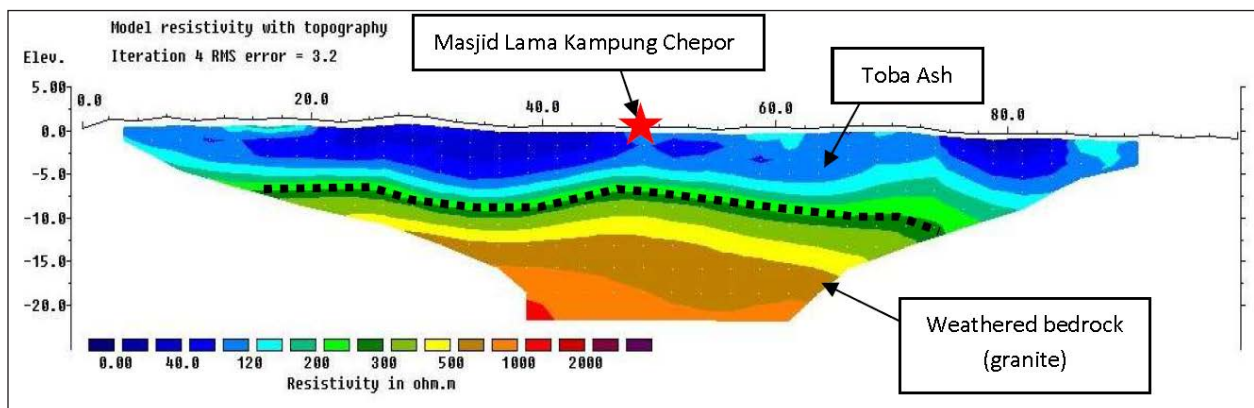 Model resistivity with topography
Iteration 4 RMS error = 3.2
Elev.
Masjid Lama Kampung Chepor
Toba Ash
5.00
0.0
-5.0
-10.0
-15.0
-20.0
0.0 20.0 40.0 60.0 80.0
Weathered bedrock
(granite)
0.00 40.0 120 200 300 500 1000 2000
Resistivity in ohm.m